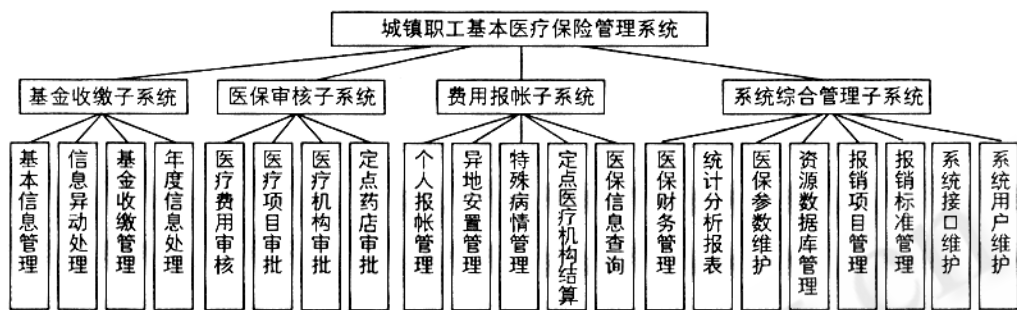 城镇职工基本医疗保险管理系统
基金收缴子系统
医保审核子系统
费用报帐子系统
系统综合管理子系统
基本信息管理
信息异动处理
基金收缴管理
年度信息处理
医疗费用审核
医疗项目审批
医疗机构审批
定点药店审批
个人报帐管理
异地安置管理
特殊病情管理
定点医疗机构结算
医保信息查询
医保财务管理
统计分析报表
医保参数维护
资源数据库管理
报销项目管理
报销标准管理
系统接口维护
系统用户维护